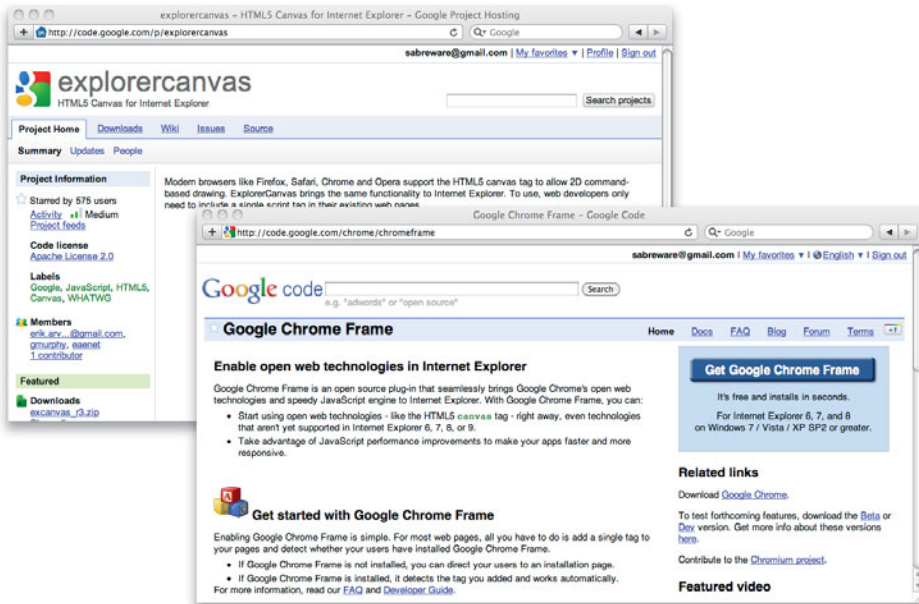 explorercanvas – HTML5 Canvas for Internet Explorer – Google Project Hosting
http://code.google.com/p/explorercanvas
Google
sabreware@gmail.com | My favorites ▼ | Profile | Sign out
explorercanvas
HTML5 Canvas for Internet Explorer
Search projects
Project Home Downloads Wiki Issues Source
Summary Updates People
Project Information
Starred by 575 users
Activity Medium
Project feeds
Code license
Apache License 2.0
Labels
Google, JavaScript, HTML5,
Canvas, WHATWG
Members
erik.arv...@gmail.com,
gmurphy, eaenet
1 contributor
Featured
Downloads
excanvas_r3.zip
Modern browsers like Firefox, Safari, Chrome and Opera support the HTML5 canvas tag to allow 2D command-
based drawing. ExplorerCanvas brings the same functionality to Internet Explorer. To use, web developers only
need to include a single script tag in their existing web pages.
Google Chrome Frame – Google Code
http://code.google.com/chrome/chromeframe
Google
sabreware@gmail.com | My favorites ▼ | English ▼ | Sign out
Google code
Search
e.g. "adwords" or "open source"
Google Chrome Frame
Home Docs FAQ Blog Forum Terms +1
Enable open web technologies in Internet Explorer
Google Chrome Frame is an open source plug-in that seamlessly brings Google Chrome's open web
technologies and speedy JavaScript engine to Internet Explorer. With Google Chrome Frame, you can:
• Start using open web technologies - like the HTML5 canvas tag - right away, even technologies
that aren't yet supported in Internet Explorer 6, 7, 8, or 9.
• Take advantage of JavaScript performance improvements to make your apps faster and more
responsive.
Get started with Google Chrome Frame
Enabling Google Chrome Frame is simple. For most web pages, all you have to do is add a single tag to
your pages and detect whether your users have installed Google Chrome Frame.
• If Google Chrome Frame is not installed, you can direct your users to an installation page.
• If Google Chrome Frame is installed, it detects the tag you added and works automatically.
For more information, read our FAQ and Developer Guide.
Get Google Chrome Frame
It's free and installs in seconds.
For Internet Explorer 6, 7, and 8
on Windows 7 / Vista / XP SP2 or greater.
Related links
Download Google Chrome.
To test forthcoming features, download the Beta or
Dev version. Get more info about these versions
here.
Contribute to the Chromium project.
Featured video